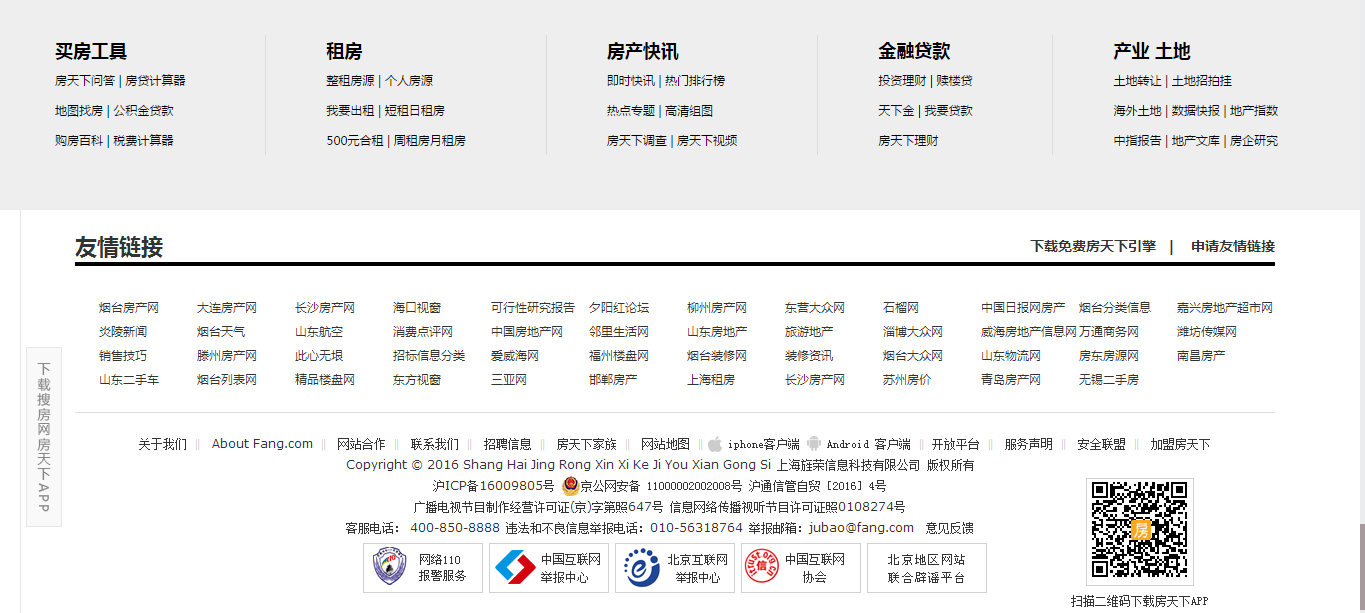 买房工具 租房 房产快讯 金融贷款 产业 土地
房天下问答 | 房贷计算器 整租房源 | 个人房源 即时快讯 | 热门排行榜 投资理财 | 赎楼贷 土地转让 | 土地招拍挂
地图找房 | 公积金贷款 我要出租 | 短租日租房 热点专题 | 高清组图 天下金 | 我要贷款 海外土地 | 数据快报 | 地产指数
购房百科 | 税费计算器 500元合租 | 周租房月租房 房天下调查 | 房天下视频 房天下理财 中指报告 | 地产文库 | 房企研究
友情链接 下载免费房天下引擎 | 申请友情链接
烟台房产网 大连房产网 长沙房产网 海口视窗 可行性研究报告 夕阳红论坛 柳州房产网 东营大众网 石榴网 中国日报网房产 烟台分类信息 嘉兴房地产超市网
炎陵新闻 烟台天气 山东航空 消费点评网 中国房地产网 邻里生活网 山东房地产 旅游地产 淄博大众网 威海房地产信息网 万通商务网 潍坊传媒网
销售技巧 滕州房产网 此心无垠 招标信息分类 爱威海网 福州楼盘网 烟台装修网 装修资讯 烟台大众网 山东物流网 房东房源网 南昌房产
山东二手车 烟台列表网 精品楼盘网 东方视窗 三亚网 邯郸房产 上海租房 长沙房产网 苏州房价 青岛房产网 无锡二手房
下载搜房网房天下APP
关于我们 || About Fang.com || 网站合作 || 联系我们 || 招聘信息 || 房天下家族 || 网站地图 || iphone客户端 Android 客户端 || 开放平台 || 服务声明 || 安全联盟 || 加盟房天下
Copyright © 2016 Shang Hai Jing Rong Xin Xi Ke Ji You Xian Gong Si 上海旌荣信息科技有限公司 版权所有
沪ICP备16009805号 京公网安备 11000002002008号 沪通信管自贸［2016］4号
广播电视节目制作经营许可证(京)字第照647号 信息网络传播视听节目许可证照0108274号
客服电话： 400-850-8888 违法和不良信息举报电话：010-56318764 举报邮箱：jubao@fang.com 意见反馈
网络110
报警服务
中国互联网
举报中心
北京互联网
举报中心
itrust.org.cn
信
中国互联网
协会
北京地区网站
联合辟谣平台
房
扫描二维码下载房天下APP